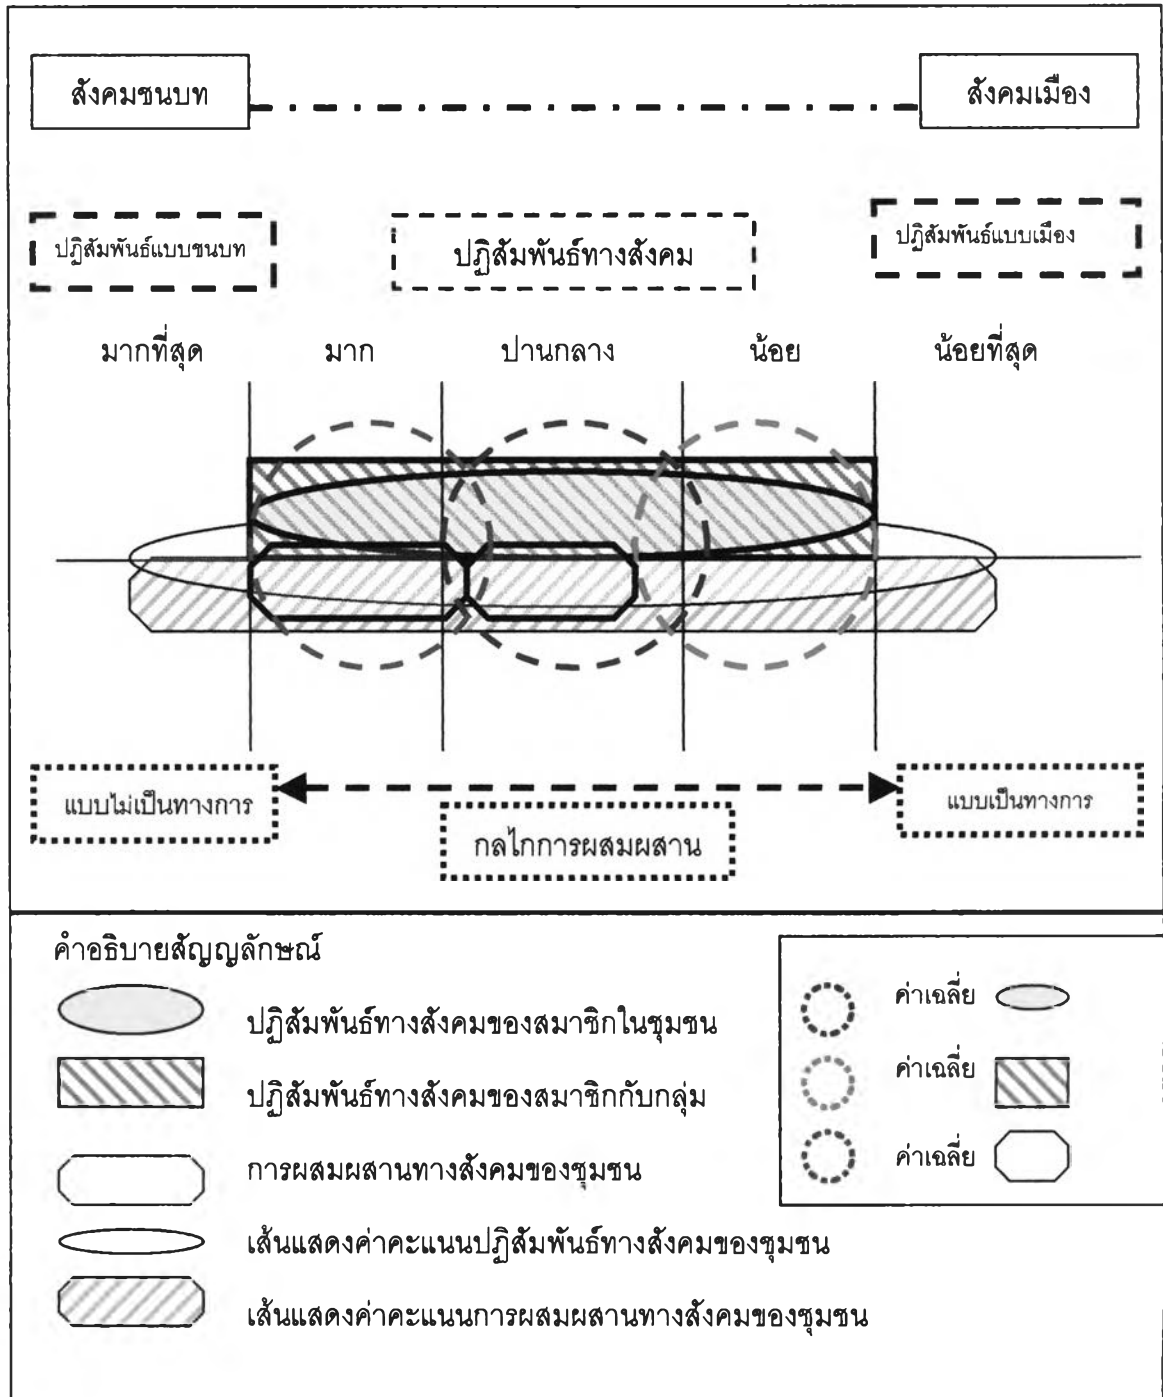 สังคมชนบท
สังคมเมือง
ปฏิสัมพันธ์แบบชนบท
ปฏิสัมพันธ์ทางสังคม
ปฏิสัมพันธ์แบบเมือง
มากที่สุด มาก ปานกลาง น้อย น้อยที่สุด
แบบไม่เป็นทางการ
กลไกการผสมผสาน
แบบเป็นทางการ
คำอธิบายสัญญลักษณ์
ปฏิสัมพันธ์ทางสังคมของสมาชิกในชุมชน
ปฏิสัมพันธ์ทางสังคมของสมาชิกกับกลุ่ม
การผสมผสานทางสังคมของชุมชน
เส้นแสดงค่าคะแนนปฏิสัมพันธ์ทางสังคมของชุมชน
เส้นแสดงค่าคะแนนการผสมผสานทางสังคมของชุมชน
ค่าเฉลี่ย
ค่าเฉลี่ย
ค่าเฉลี่ย